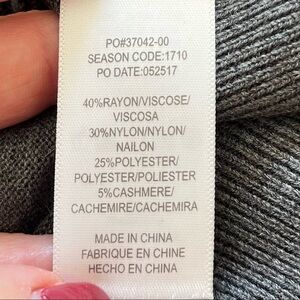 PO#37042-00
SEASON CODE:1710
PO DATE:052517
40%RAYON/VISCOSE/
VISCOSA
30%NYLON/NYLON/
NAILON
25%POLYESTER/
POLYESTER/POLIESTER
5%CASHMERE/
CACHEMIRE/CACHEMIRA
MADE IN CHINA
FABRIQUE EN CHINE
HECHO EN CHINA